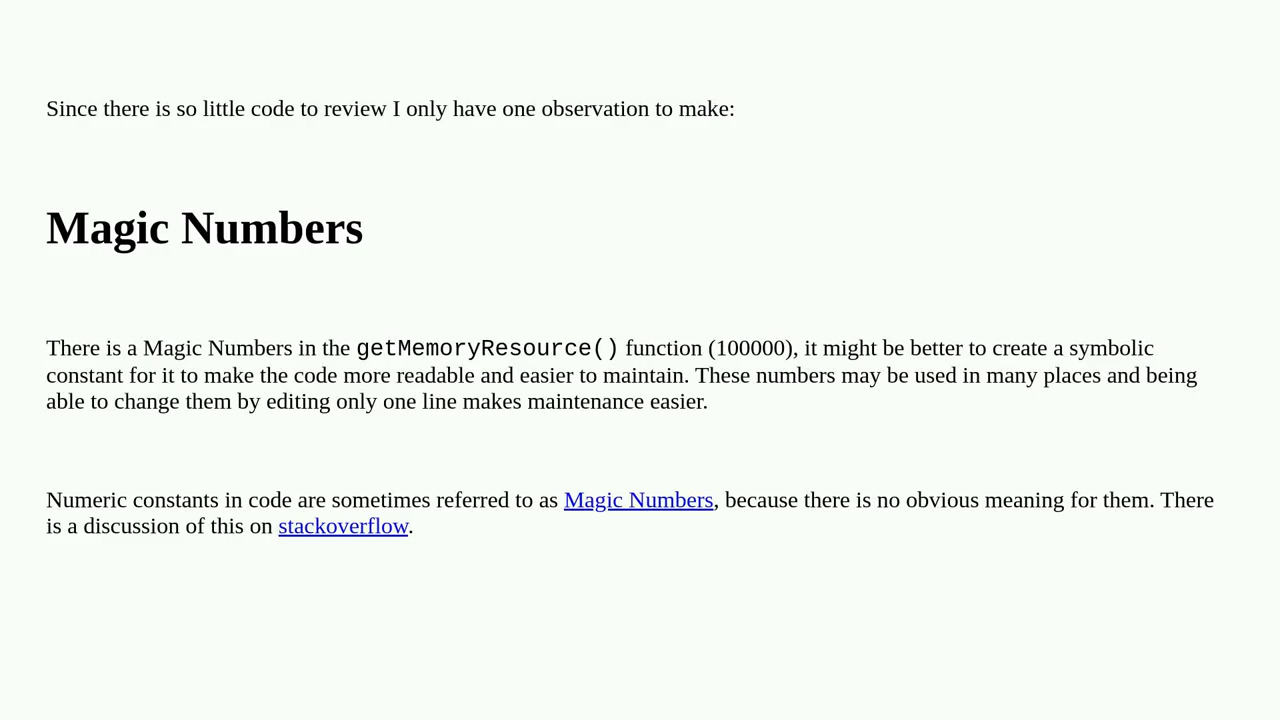 Since there is so little code to review I only have one observation to make:
Magic Numbers
There is a Magic Numbers in the getMemoryResource() function (100000), it might be better to create a symbolic
constant for it to make the code more readable and easier to maintain. These numbers may be used in many places and being
able to change them by editing only one line makes maintenance easier.
Numeric constants in code are sometimes referred to as Magic Numbers, because there is no obvious meaning for them. There
is a discussion of this on stackoverflow.